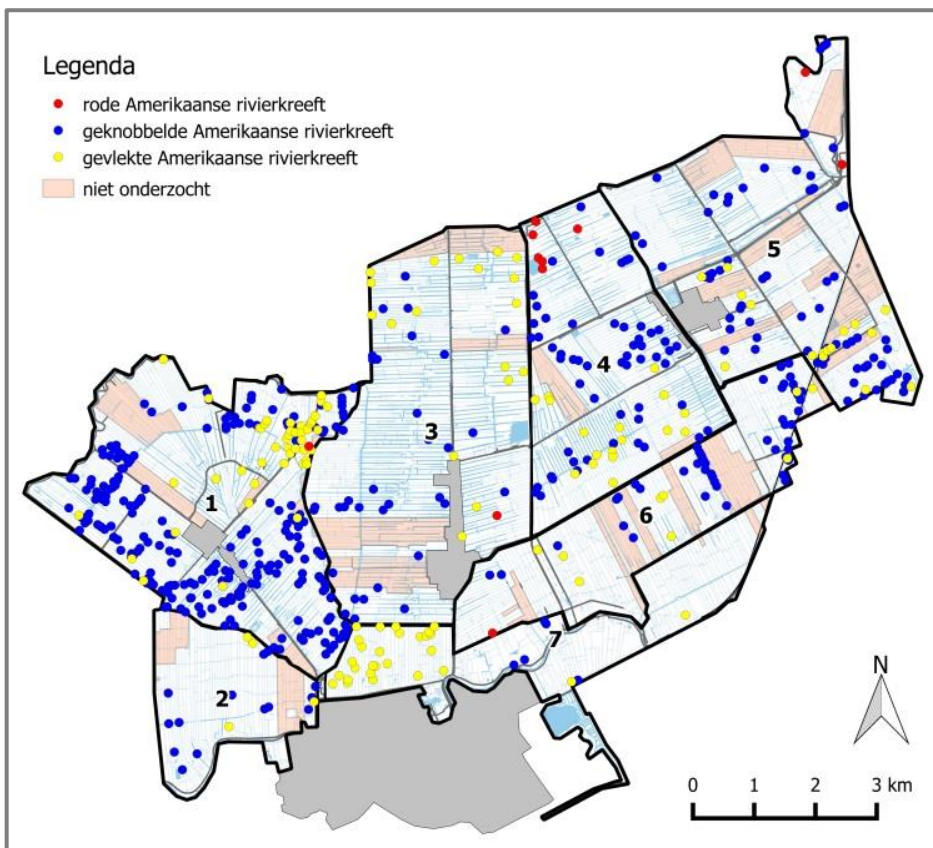 Legenda
rode Amerikaanse rivierkreeft
geknobbelde Amerikaanse rivierkreeft
gevlekte Amerikaanse rivierkreeft
niet onderzocht
5
4
3
1
6
7
2
N
0 1 2 3 km